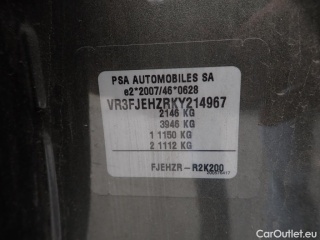 PSA AUTOMOBILES SA
e2*2007/46*0628
VR3FJEHZRKY214967
2146 KG
3946 KG
1 1150 KG
2 1112 KG
FJEHZR-R2K200
CarOutlet.eu